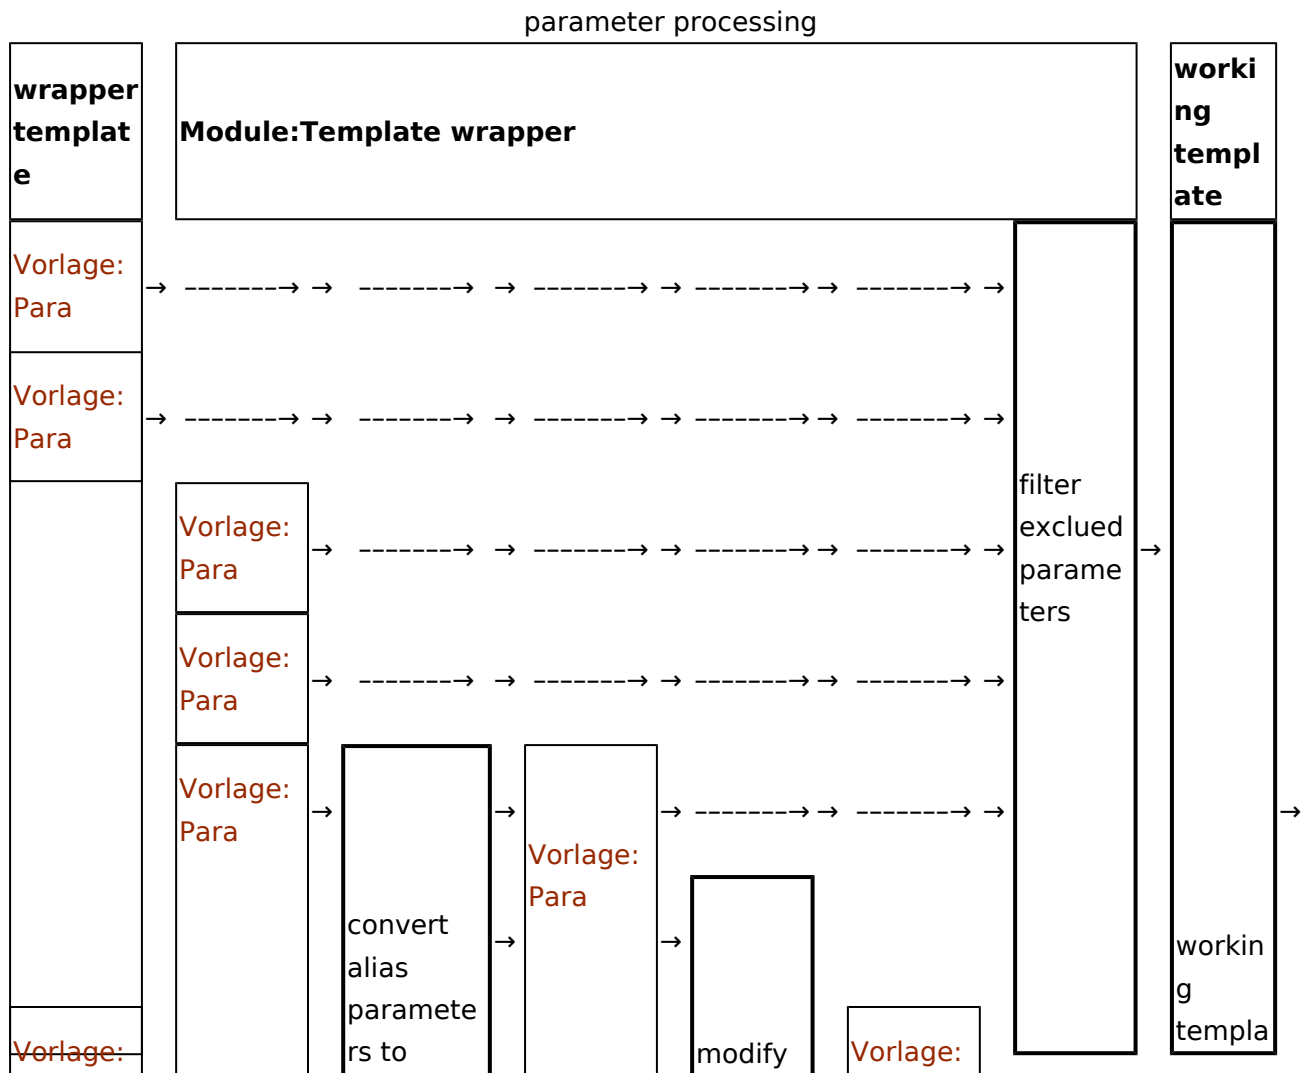 parameter processing
wrapper
templat
e
Module:Template wrapper
worki
ng
templ
ate
Vorlage:
Para
→ -------→ → -------→ → -------→ → -------→ → -------→ →
Vorlage:
Para
→ -------→ → -------→ → -------→ → -------→ → -------→ →
Vorlage:
Para
→ -------→ → -------→ → -------→ → -------→ →
filter
exclued
parame
ters
→
Vorlage:
Para
→ -------→ → -------→ → -------→ → -------→ →
Vorlage:
Para
→
convert
alias
paramete
rs to
→
→
Vorlage:
Para
→ -------→ → -------→ →
→
modify
Vorlage:
workin
g
templa
→
Vorlage: